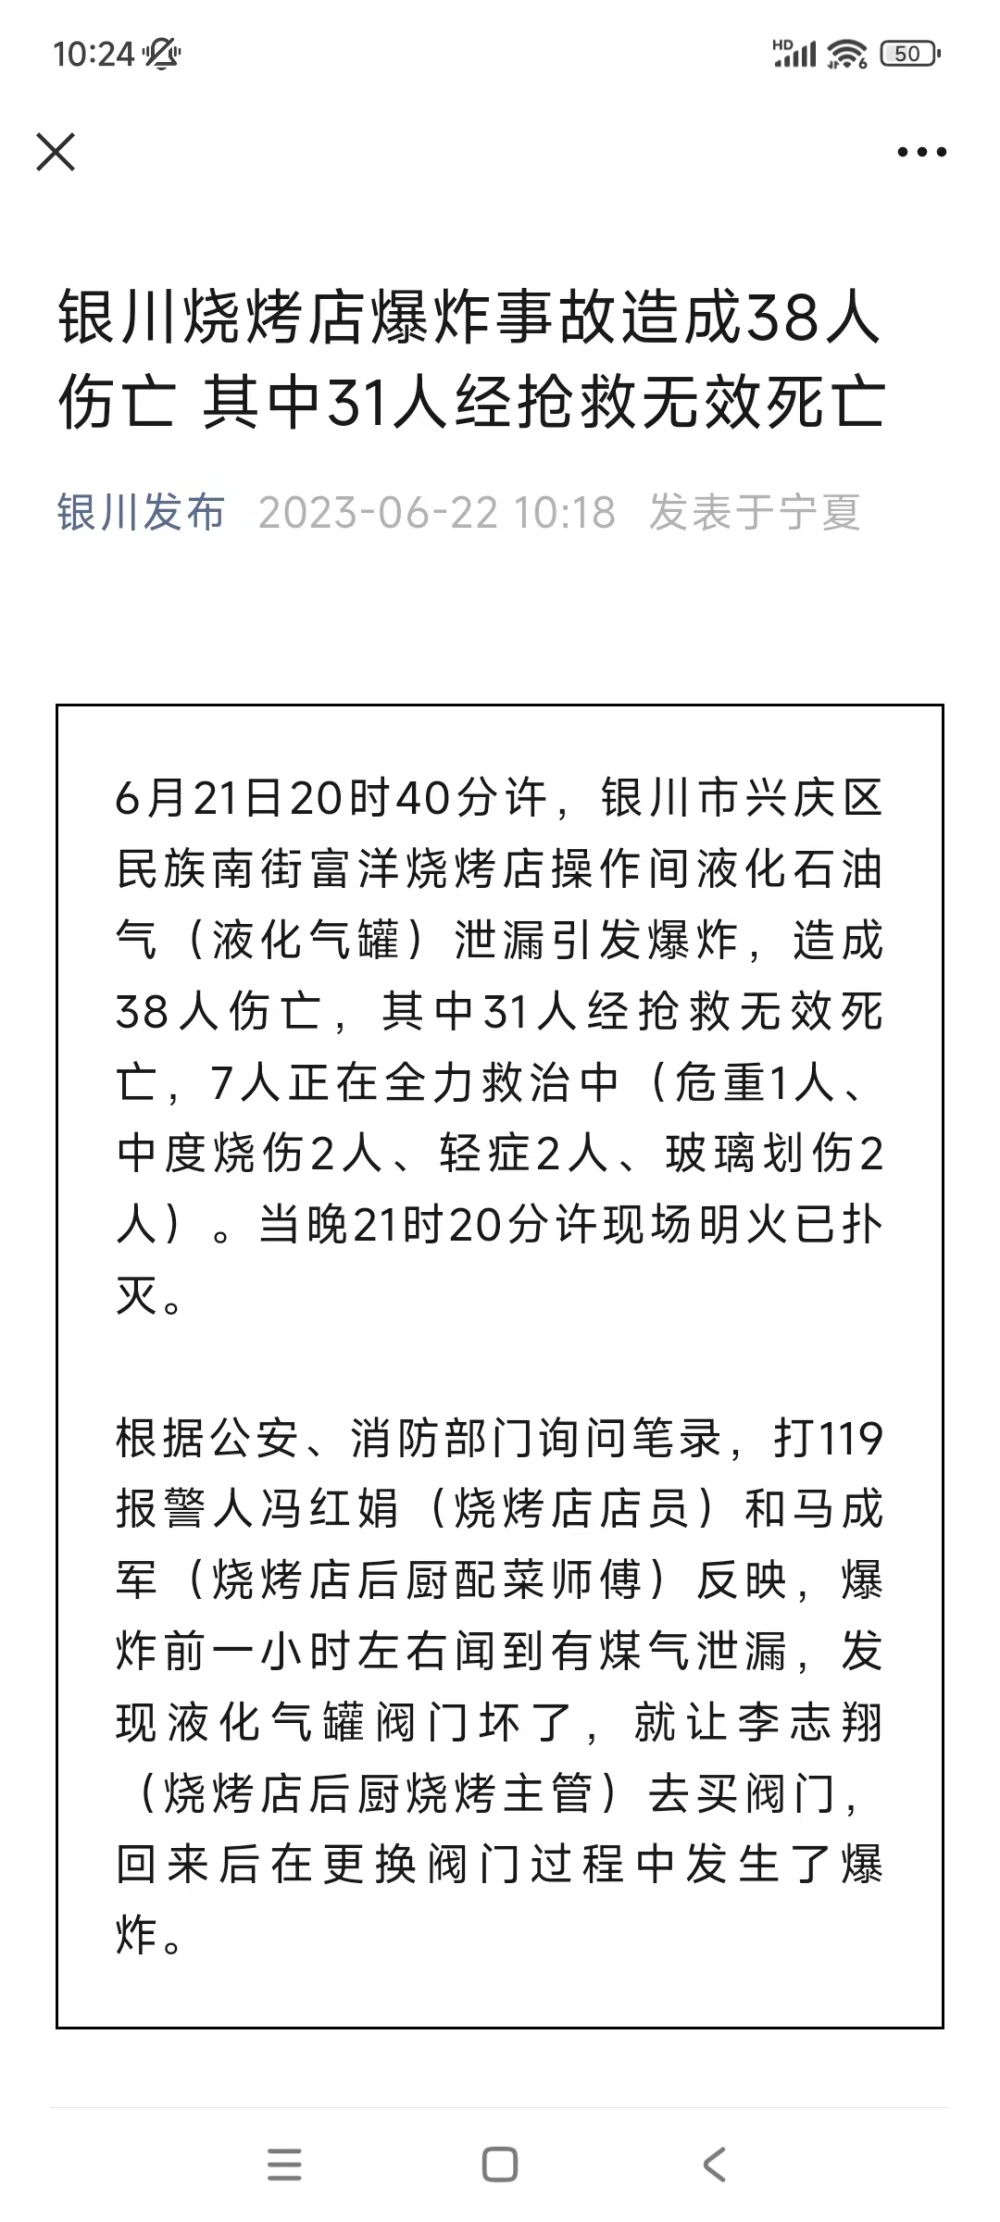 10:24
HD 6 50
银川烧烤店爆炸事故造成38人
伤亡 其中31人经抢救无效死亡
银川发布 2023-06-22 10:18 发表于宁夏
6月21日20时40分许，银川市兴庆区
民族南街富洋烧烤店操作间液化石油
气（液化气罐）泄漏引发爆炸，造成
38人伤亡，其中31人经抢救无效死
亡，7人正在全力救治中（危重1人、
中度烧伤2人、轻症2人、玻璃划伤2
人）。当晚21时20分许现场明火已扑
灭。
根据公安、消防部门询问笔录，打119
报警人冯红娟（烧烤店店员）和马成
军（烧烤店后厨配菜师傅）反映，爆
炸前一小时左右闻到有煤气泄漏，发
现液化气罐阀门坏了，就让李志翔
（烧烤店后厨烧烤主管）去买阀门，
回来后在更换阀门过程中发生了爆
炸。